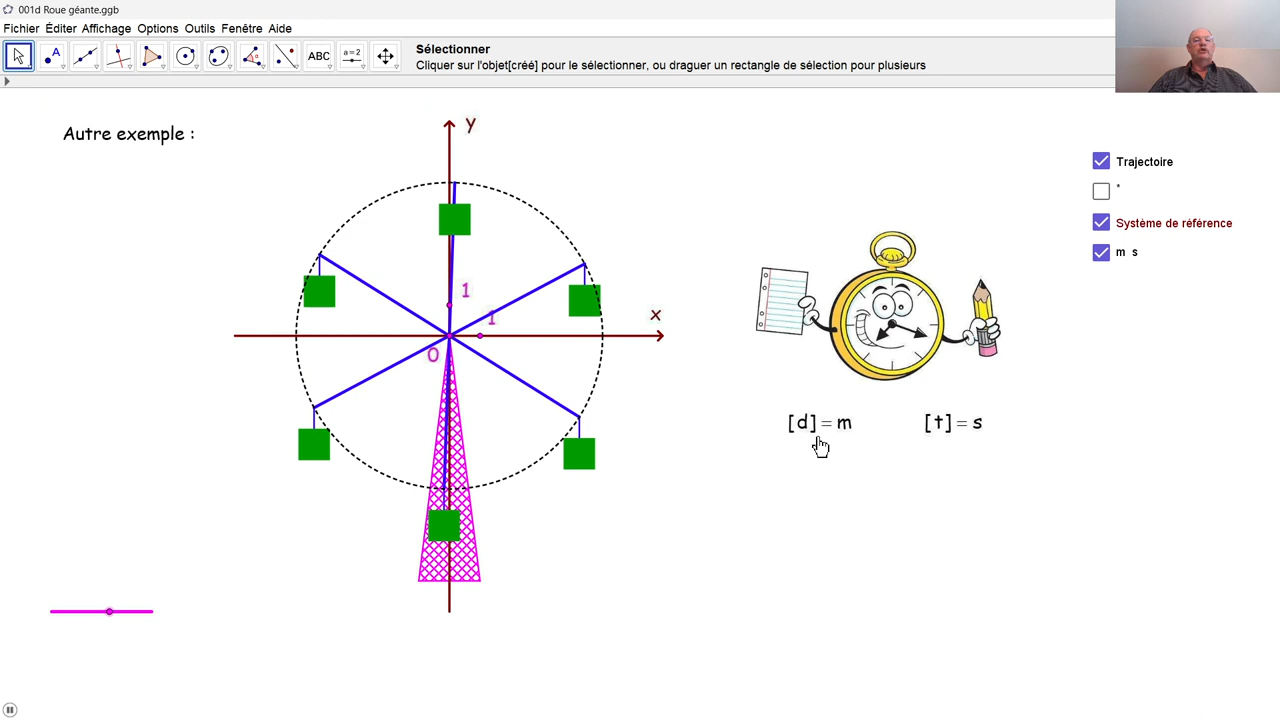 001d Roue géante.ggb
Fichier Éditer Affichage Options Outils Fenêtre Aide
A
ABC
a=2
Sélectionner
Cliquer sur l'objet[créé] pour le sélectionner, ou draguer un rectangle de sélection pour plusieurs
Autre exemple :
y
x
1
1
0
Trajectoire
*
Système de référence
m s
[d]=m
[t]=s